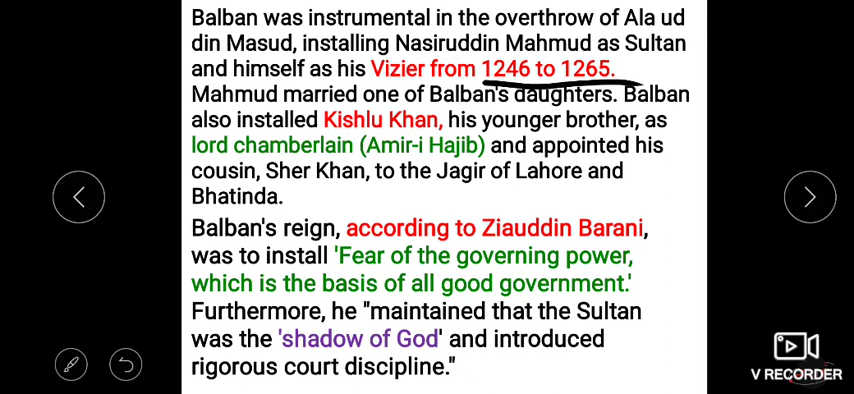 Balban was instrumental in the overthrow of Ala ud
din Masud, installing Nasiruddin Mahmud as Sultan
and himself as his Vizier from 1246 to 1265.
Mahmud married one of Balban's daughters. Balban
also installed Kishlu Khan, his younger brother, as
lord chamberlain (Amir-i Hajib) and appointed his
cousin, Sher Khan, to the Jagir of Lahore and
Bhatinda.
Balban's reign, according to Ziauddin Barani,
was to install 'Fear of the governing power,
which is the basis of all good government.'
Furthermore, he "maintained that the Sultan
was the 'shadow of God' and introduced
rigorous court discipline."
V RECORDER